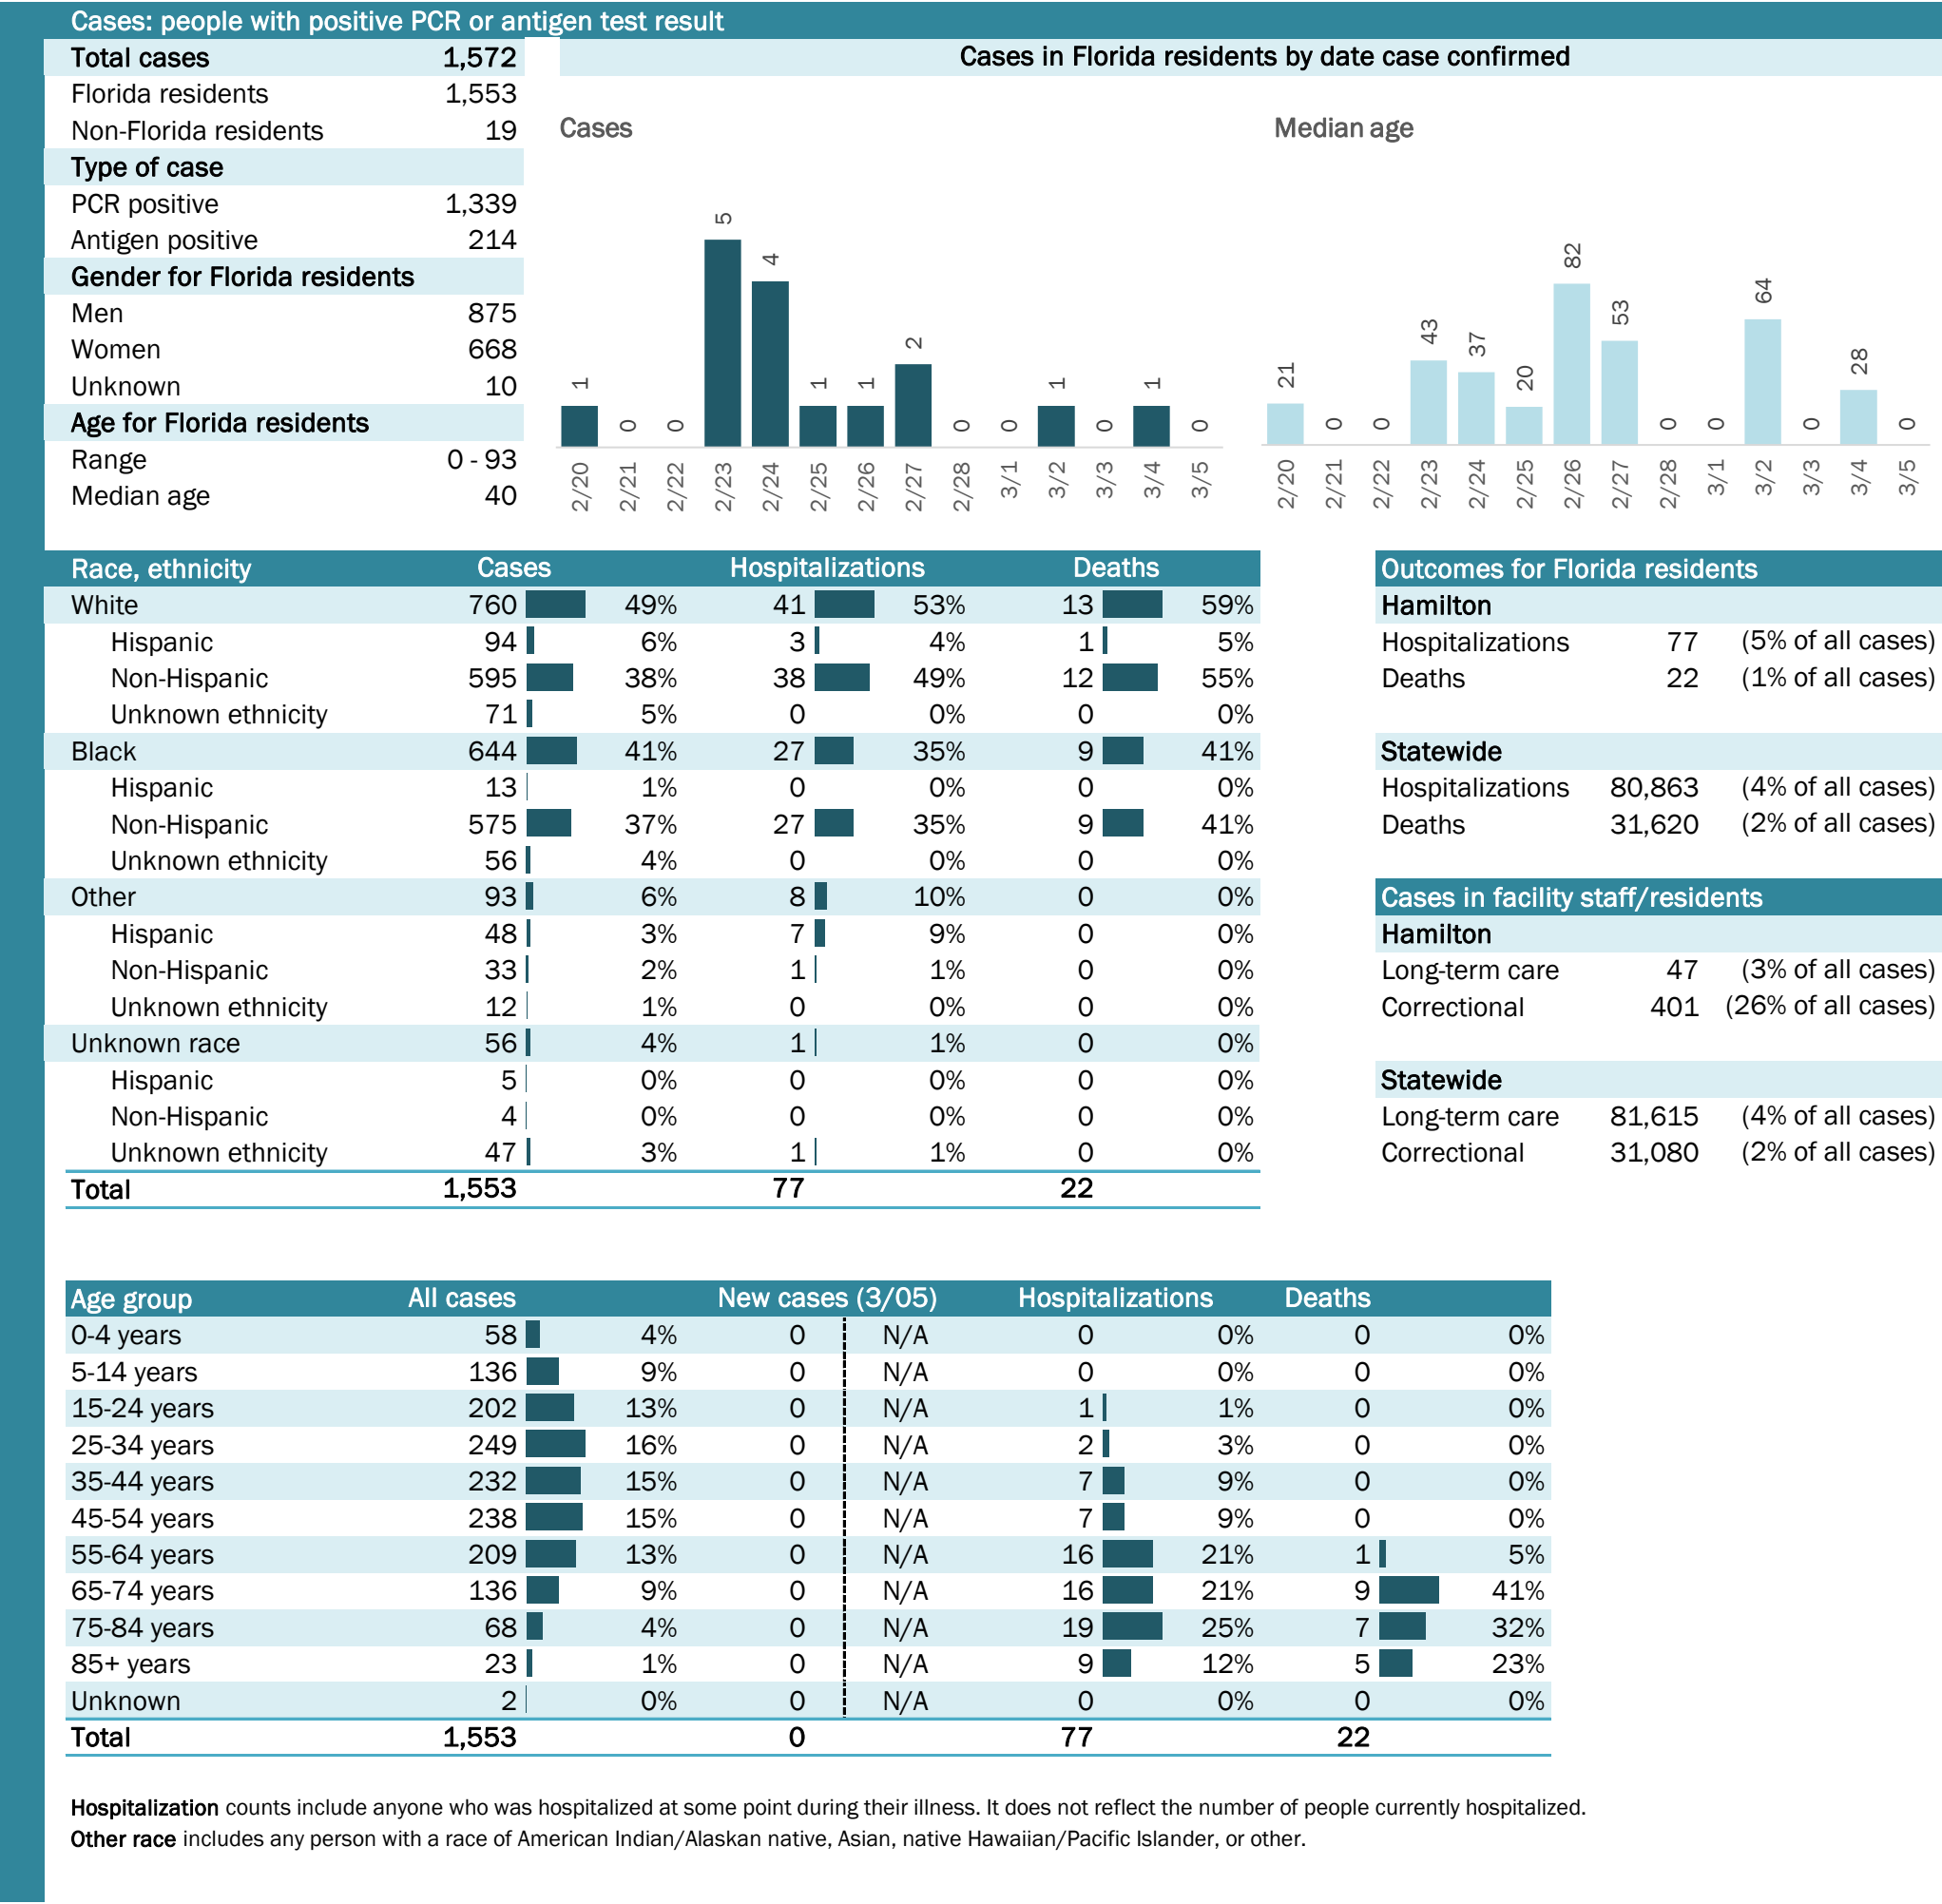 Cases: people with positive PCR or antigen test result
Total cases 1,572
Florida residents 1,553
Non-Florida residents 19
Type of case
PCR positive 1,339
Antigen positive 214
Gender for Florida residents
Men 875
Women 668
Unknown 10
Age for Florida residents
Range 0 - 93
Median age 40
Cases in Florida residents by date case confirmed
Cases
1 0 0 5 4 1 1 2 0 0 1 0 1 0
2/20 2/21 2/22 2/23 2/24 2/25 2/26 2/27 2/28 3/1 3/2 3/3 3/4 3/5
Median age
21 0 0 43 37 20 82 53 0 0 64 0 28 0
2/20 2/21 2/22 2/23 2/24 2/25 2/26 2/27 2/28 3/1 3/2 3/3 3/4 3/5
Race, ethnicity Cases Hospitalizations Deaths
White 760 49% 41 53% 13 59%
Hispanic 94 6% 3 4% 1 5%
Non-Hispanic 595 38% 38 49% 12 55%
Unknown ethnicity 71 5% 0 0% 0 0%
Black 644 41% 27 35% 9 41%
Hispanic 13 1% 0 0% 0 0%
Non-Hispanic 575 37% 27 35% 9 41%
Unknown ethnicity 56 4% 0 0% 0 0%
Other 93 6% 8 10% 0 0%
Hispanic 48 3% 7 9% 0 0%
Non-Hispanic 33 2% 1 1% 0 0%
Unknown ethnicity 12 1% 0 0% 0 0%
Unknown race 56 4% 1 1% 0 0%
Hispanic 5 0% 0 0% 0 0%
Non-Hispanic 4 0% 0 0% 0 0%
Unknown ethnicity 47 3% 1 1% 0 0%
Total 1,553 77 22
Outcomes for Florida residents
Hamilton
Hospitalizations 77 (5% of all cases)
Deaths 22 (1% of all cases)
Statewide
Hospitalizations 80,863 (4% of all cases)
Deaths 31,620 (2% of all cases)
Cases in facility staff/residents
Hamilton
Long-term care 47 (3% of all cases)
Correctional 401 (26% of all cases)
Statewide
Long-term care 81,615 (4% of all cases)
Correctional 31,080 (2% of all cases)
Age group All cases New cases (3/05) Hospitalizations Deaths
0-4 years 58 4% 0 N/A 0 0% 0 0%
5-14 years 136 9% 0 N/A 0 0% 0 0%
15-24 years 202 13% 0 N/A 1 1% 0 0%
25-34 years 249 16% 0 N/A 2 3% 0 0%
35-44 years 232 15% 0 N/A 7 9% 0 0%
45-54 years 238 15% 0 N/A 7 9% 0 0%
55-64 years 209 13% 0 N/A 16 21% 1 5%
65-74 years 136 9% 0 N/A 16 21% 9 41%
75-84 years 68 4% 0 N/A 19 25% 7 32%
85+ years 23 1% 0 N/A 9 12% 5 23%
Unknown 2 0% 0 N/A 0 0% 0 0%
Total 1,553 0 77 22
Hospitalization counts include anyone who was hospitalized at some point during their illness. It does not reflect the number of people currently hospitalized.
Other race includes any person with a race of American Indian/Alaskan native, Asian, native Hawaiian/Pacific Islander, or other.